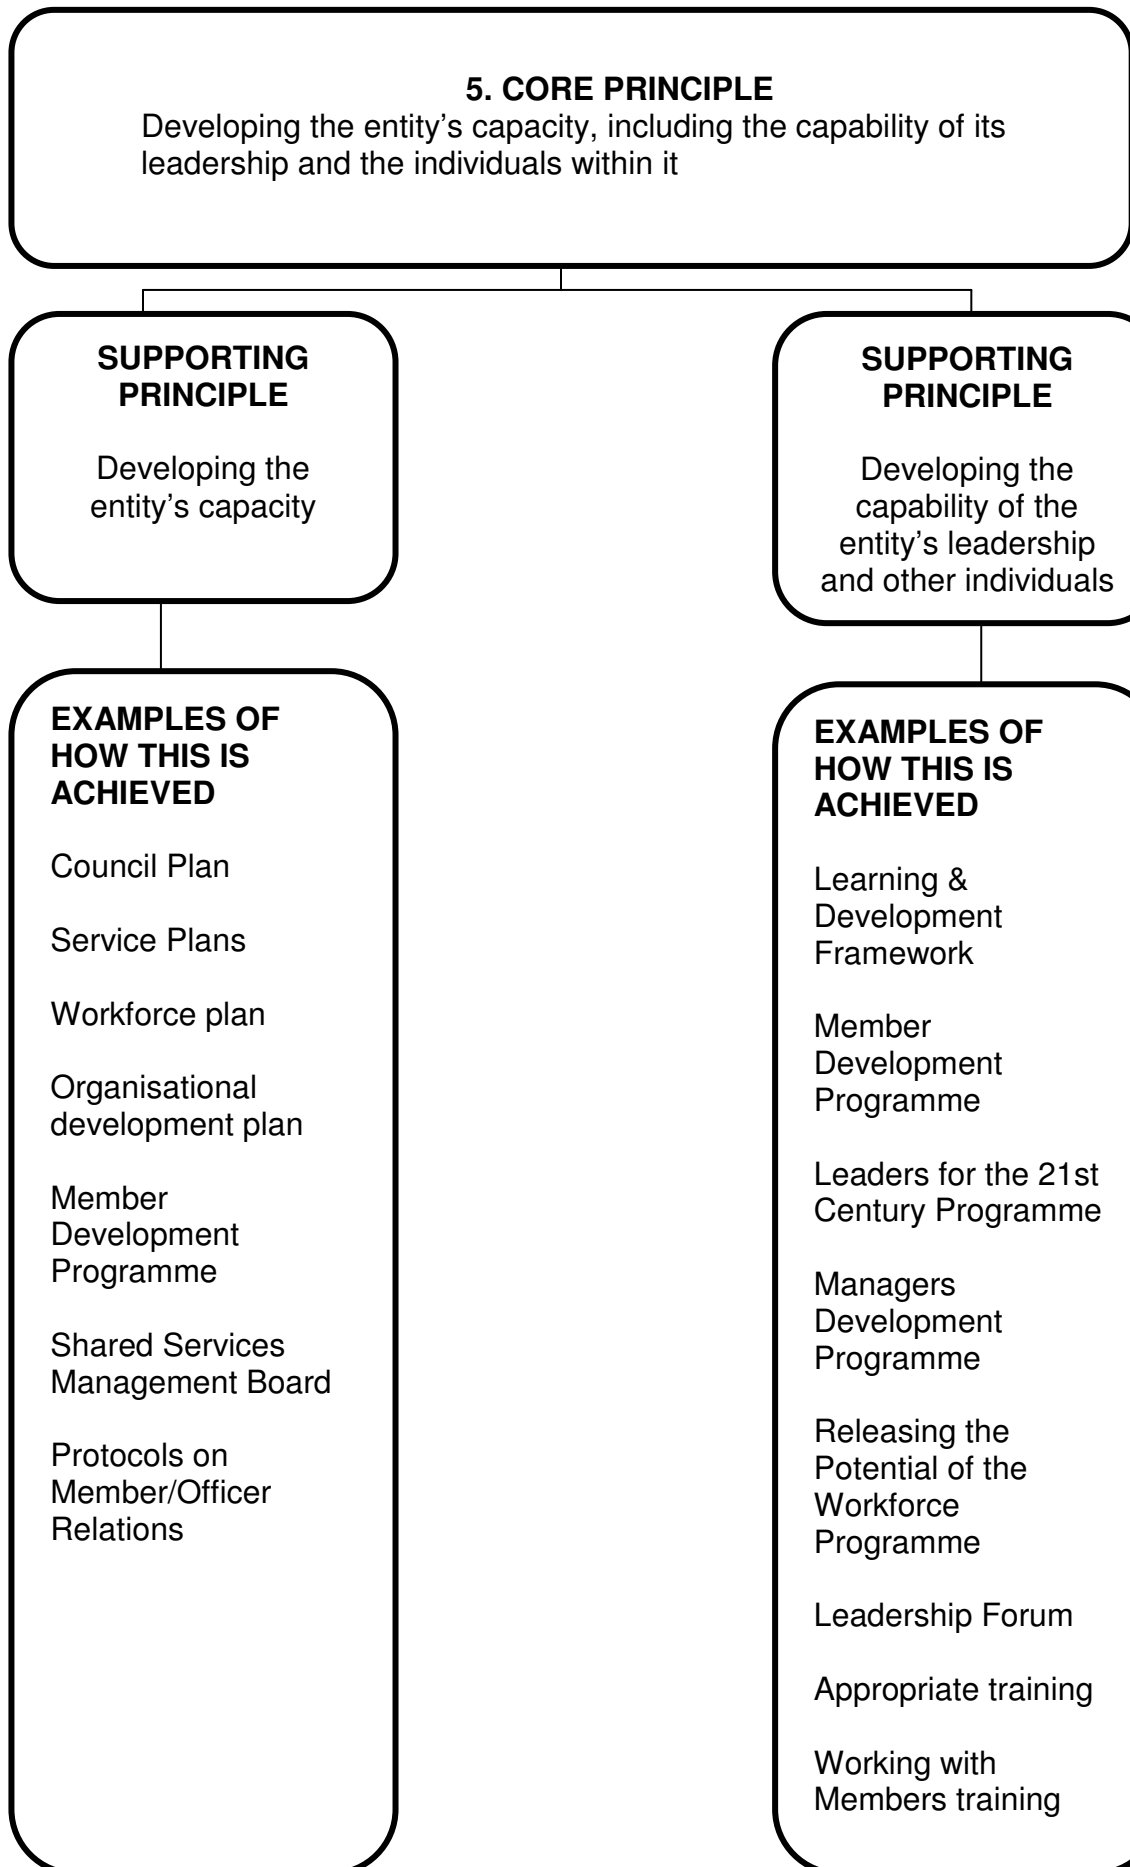 5. CORE PRINCIPLE
Developing the entity’s capacity, including the capability of its
leadership and the individuals within it
SUPPORTING
PRINCIPLE
Developing the
entity’s capacity
SUPPORTING
PRINCIPLE
Developing the
capability of the
entity’s leadership
and other individuals
EXAMPLES OF
HOW THIS IS
ACHIEVED
Council Plan
Service Plans
Workforce plan
Organisational
development plan
Member
Development
Programme
Shared Services
Management Board
Protocols on
Member/Officer
Relations
EXAMPLES OF
HOW THIS IS
ACHIEVED
Learning &
Development
Framework
Member
Development
Programme
Leaders for the 21st
Century Programme
Managers
Development
Programme
Releasing the
Potential of the
Workforce
Programme
Leadership Forum
Appropriate training
Working with
Members training